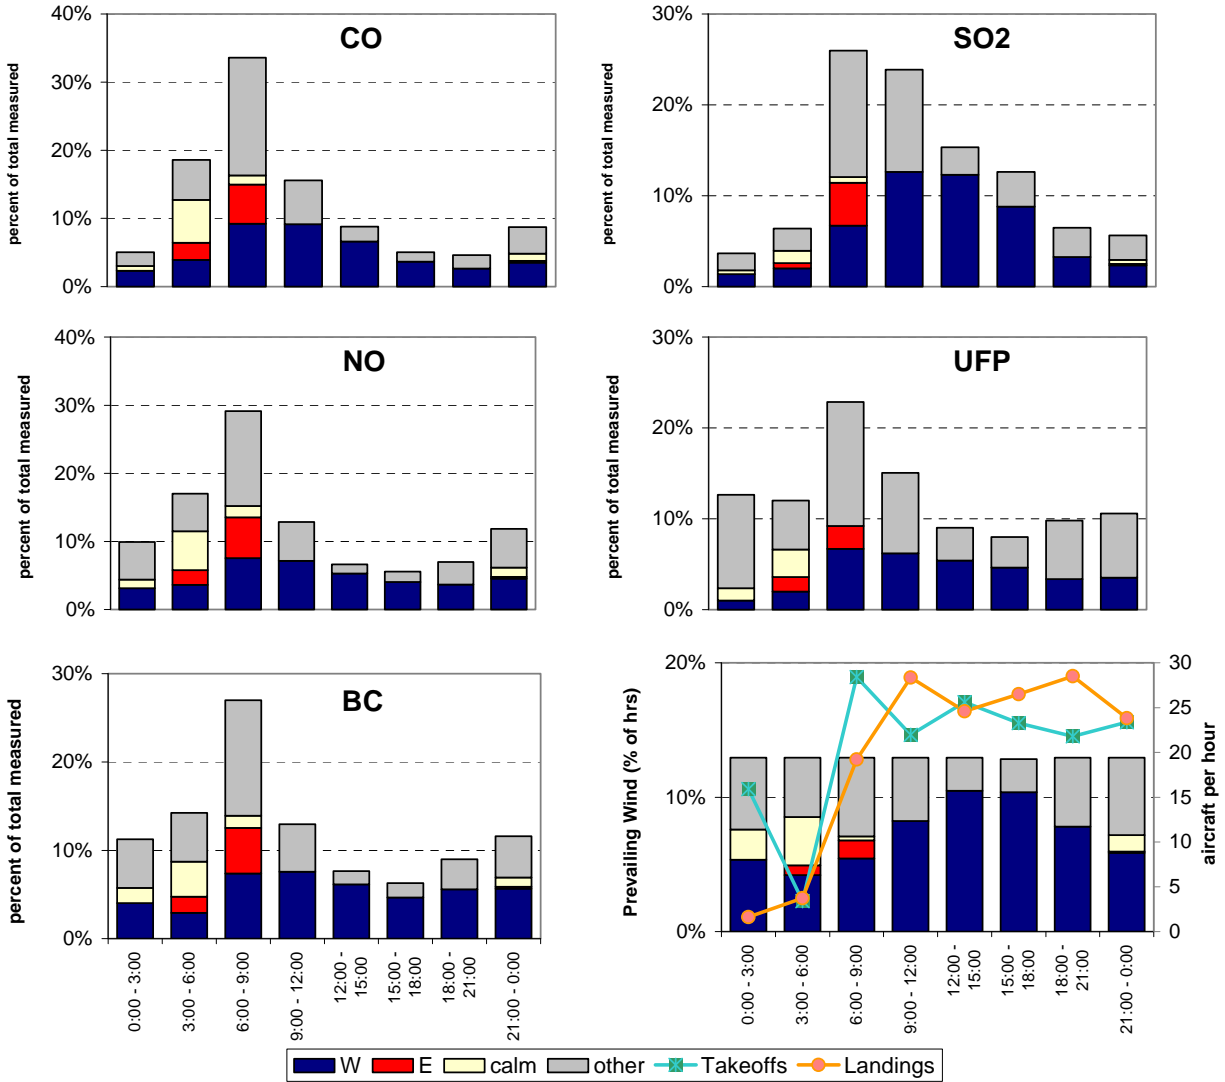 CO
percent of total measured
40%
30%
20%
10%
0%
SO2
percent of total measured
30%
20%
10%
0%
NO
percent of total measured
40%
30%
20%
10%
0%
UFP
percent of total measured
30%
20%
10%
0%
BC
percent of total measured
30%
20%
10%
0%
0:00 - 3:00
3:00 - 6:00
6:00 - 9:00
9:00 - 12:00
12:00 -
15:00
15:00 -
18:00
18:00 -
21:00
21:00 - 0:00
Prevailing Wind (% of hrs)
20%
10%
0%
30
25
20
15
10
5
0
aircraft per hour
0:00 - 3:00
3:00 - 6:00
6:00 - 9:00
9:00 - 12:00
12:00 -
15:00
15:00 -
18:00
18:00 -
21:00
21:00 - 0:00
W E calm other Takeoffs Landings